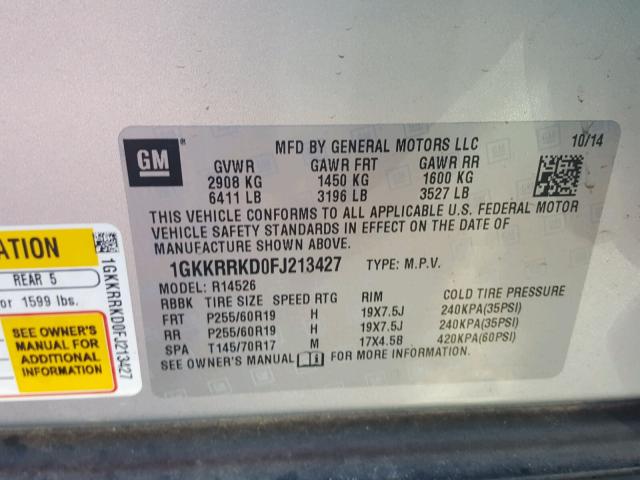 GM
MFD BY GENERAL MOTORS LLC
10/14
GVWR GAWR FRT GAWR RR
2908 KG 1450 KG 1600 KG
6411 LB 3196 LB 3527 LB
THIS VEHICLE CONFORMS TO ALL APPLICABLE U.S. FEDERAL MOTOR
VEHICLE SAFETY STANDARDS IN EFFECT ON THE DATE OF
MANUFACTURE SHOWN ABOVE.
1GKKRRKD0FJ213427 TYPE: M.P.V.
MODEL: R14526
RBBK TIRE SIZE SPEED RTG RIM COLD TIRE PRESSURE
FRT P255/60R19 H 19X7.5J 240KPA(35PSI)
RR P255/60R19 H 19X7.5J 240KPA(35PSI)
SPA T145/70R17 M 17X4.5B 420KPA(60PSI)
SEE OWNER'S MANUAL FOR MORE INFORMATION.
REAR 5
or 1599 lbs.
SEE OWNER'S
MANUAL FOR
ADDITIONAL
INFORMATION
1GKKRRKD0FJ213427